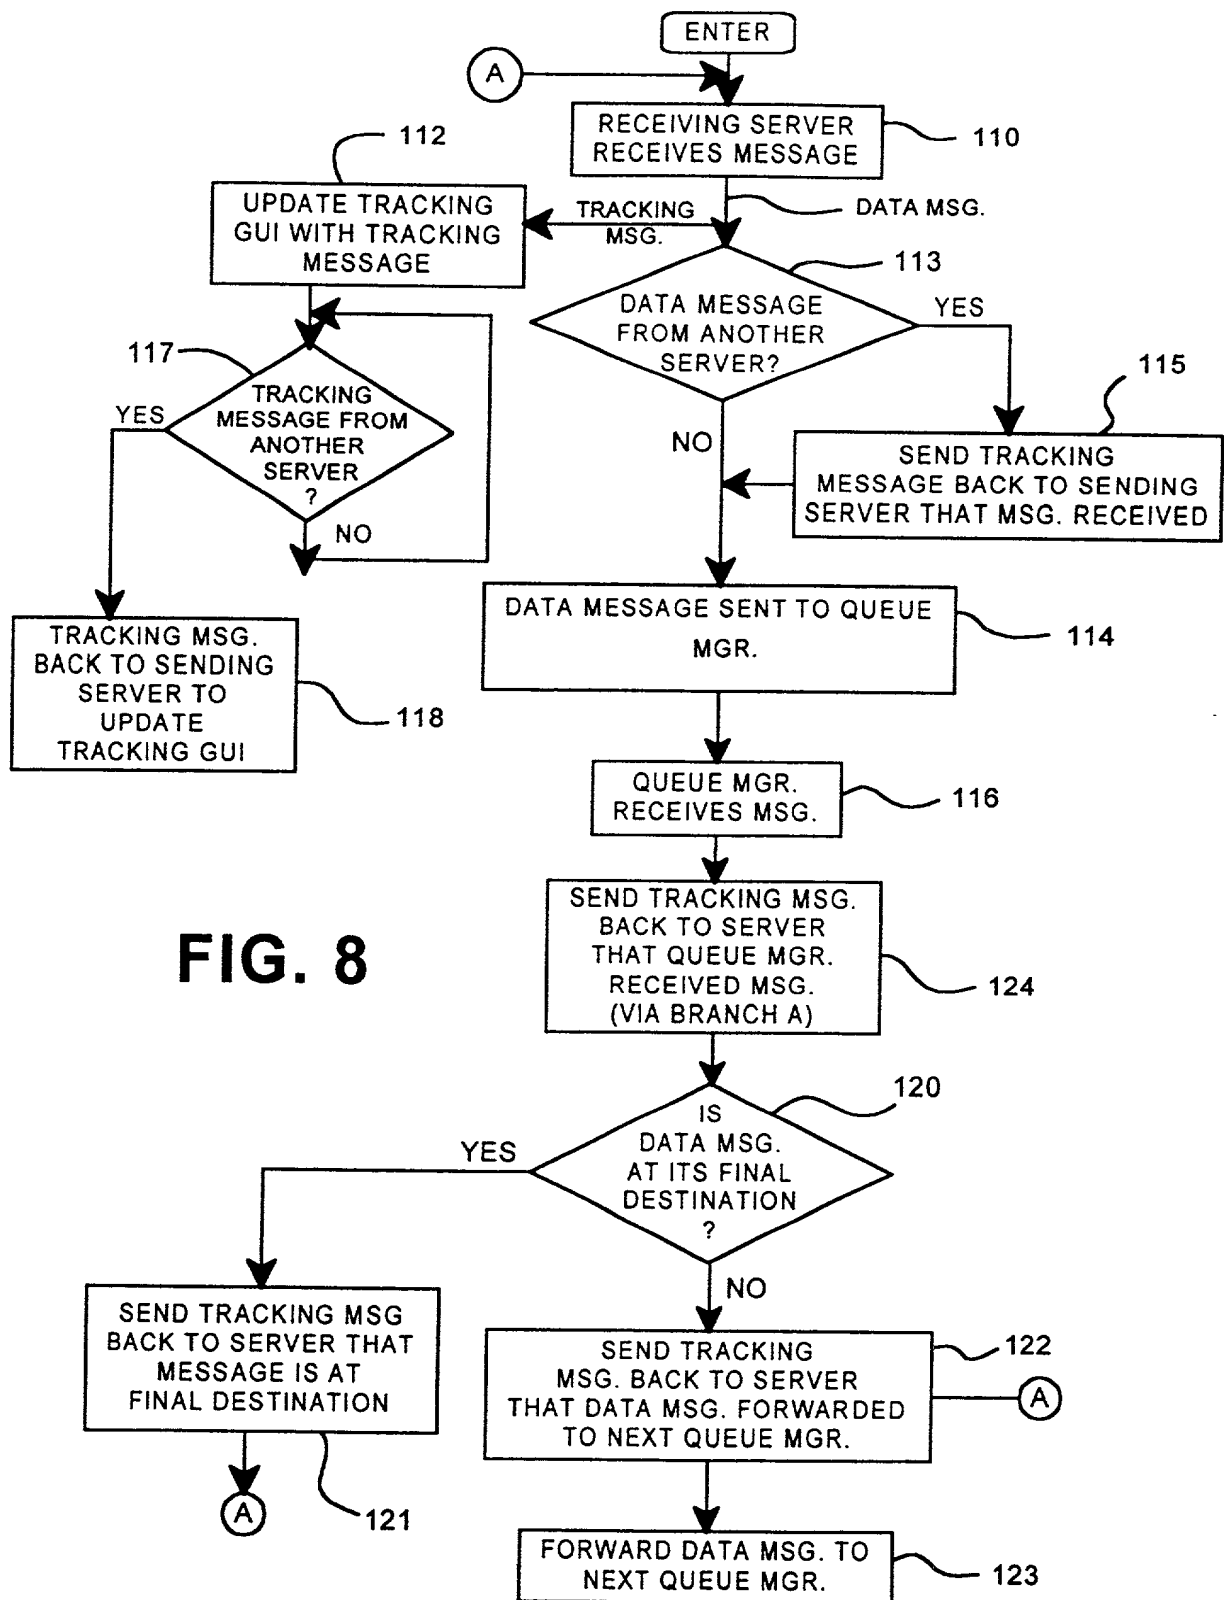 ENTER
A
RECEIVING SERVER
RECEIVES MESSAGE
110
112
UPDATE TRACKING
GUI WITH TRACKING
MESSAGE
TRACKING
MSG.
DATA MSG.
113
DATA MESSAGE
FROM ANOTHER
SERVER?
YES
117
TRACKING
MESSAGE FROM
ANOTHER
SERVER
?
YES
NO
115
SEND TRACKING
MESSAGE BACK TO SENDING
SERVER THAT MSG. RECEIVED
NO
DATA MESSAGE SENT TO QUEUE
MGR.
114
TRACKING MSG.
BACK TO SENDING
SERVER TO
UPDATE
TRACKING GUI
118
QUEUE MGR.
RECEIVES MSG.
116
SEND TRACKING MSG.
BACK TO SERVER
THAT QUEUE MGR.
RECEIVED MSG.
(VIA BRANCH A)
124
FIG. 8
120
IS
DATA MSG.
AT ITS FINAL
DESTINATION
?
YES
NO
SEND TRACKING MSG
BACK TO SERVER THAT
MESSAGE IS AT
FINAL DESTINATION
121
A
SEND TRACKING
MSG. BACK TO SERVER
THAT DATA MSG. FORWARDED
TO NEXT QUEUE MGR.
122
A
FORWARD DATA MSG. TO
NEXT QUEUE MGR.
123